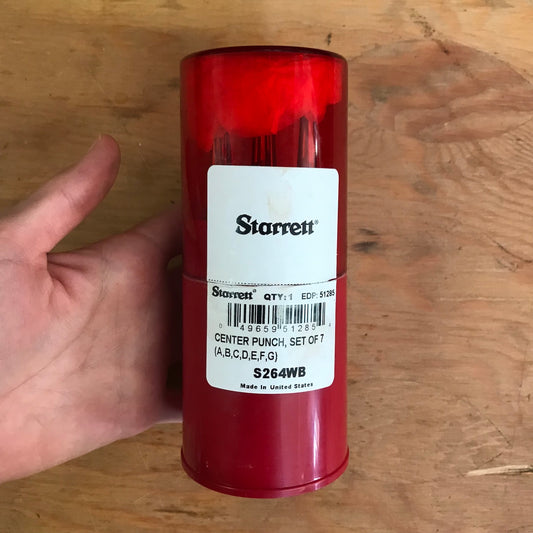 Starrett®
Starrett® QTY: 1 EDP: 51285
0 49659 51285 4
CENTER PUNCH, SET OF 7
(A,B,C,D,E,F,G)
S264WB
Made In United States